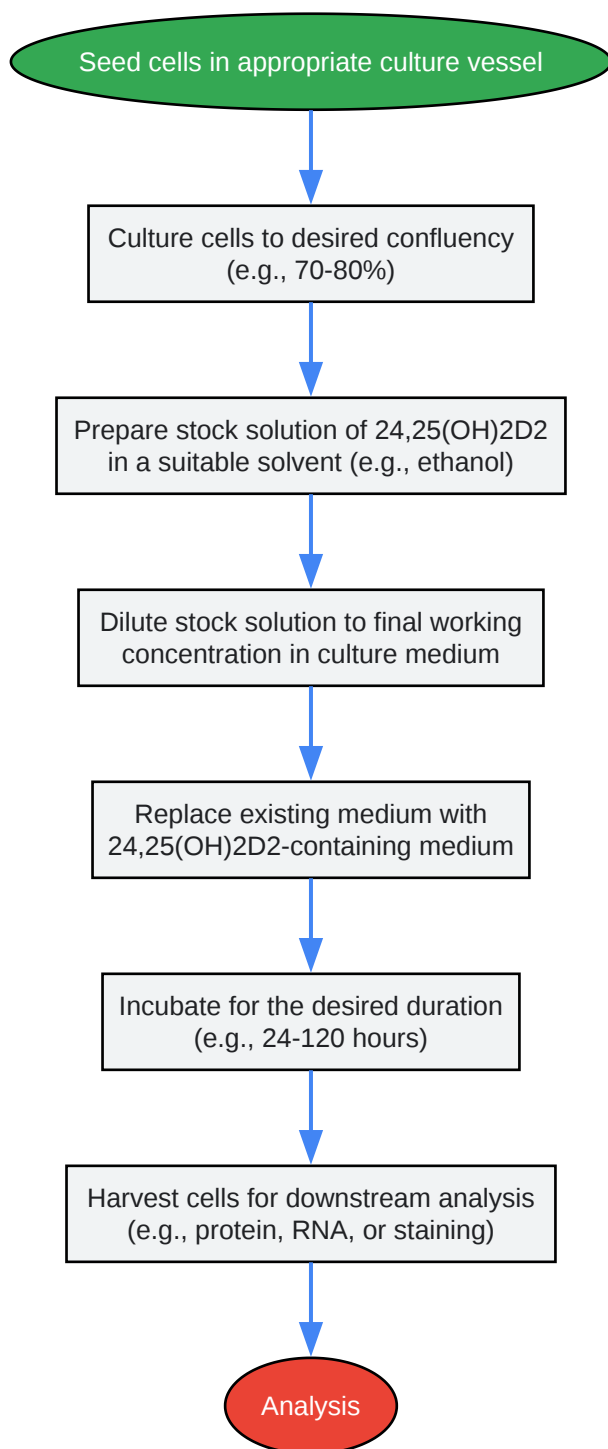 Seed cells in appropriate culture vessel
Culture cells to desired confluency
(e.g., 70-80%)
Prepare stock solution of 24,25(OH)2D2
in a suitable solvent (e.g., ethanol)
Dilute stock solution to final working
concentration in culture medium
Replace existing medium with
24,25(OH)2D2-containing medium
Incubate for the desired duration
(e.g., 24-120 hours)
Harvest cells for downstream analysis
(e.g., protein, RNA, or staining)
Analysis